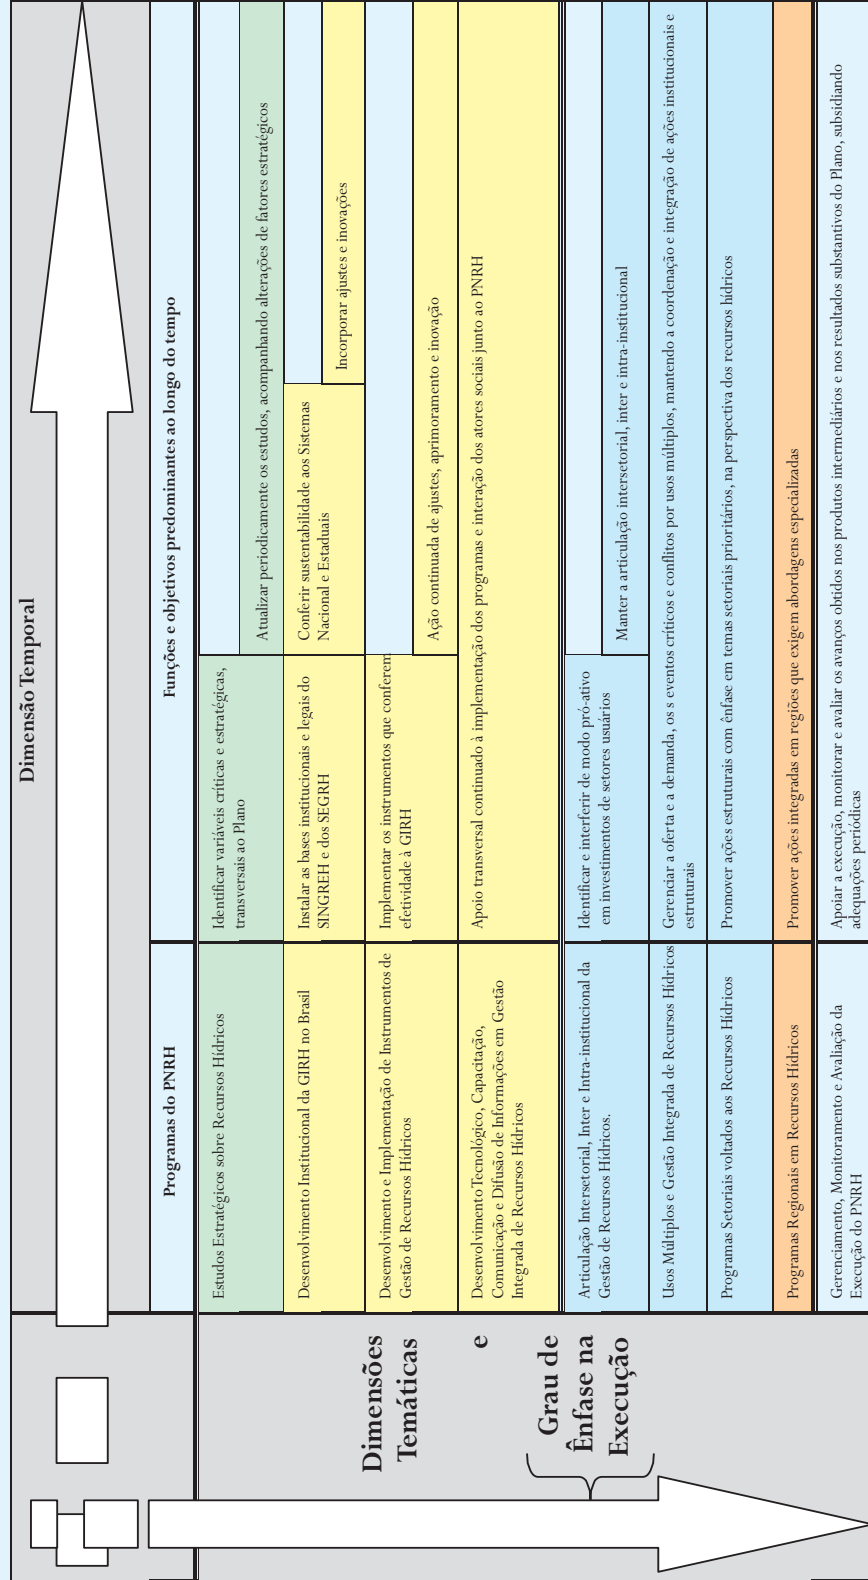 Dimensão Temporal
Programas do PNRH
Funções e objetivos predominantes ao longo do tempo
Dimensões
Temáticas
e
Grau de
Ênfase na
Execução
Estudos Estratégicos sobre Recursos Hídricos
Identificar variáveis críticas e estratégicas,
transversais ao Plano
Atualizar periodicamente os estudos, acompanhando alterações de fatores estratégicos
Desenvolvimento Institucional da GIRH no Brasil
Instalar as bases institucionais e legais do
SINGREH e dos SEGRH
Conferir sustentabilidade aos Sistemas
Nacional e Estaduais
Incorporar ajustes e inovações
Desenvolvimento e Implementação de Instrumentos de
Gestão de Recursos Hídricos
Implementar os instrumentos que conferem
efetividade à GIRH
Ação continuada de ajustes, aprimoramento e inovação
Desenvolvimento Tecnológico, Capacitação,
Comunicação e Difusão de Informações em Gestão
Integrada de Recursos Hídricos
Apoio transversal continuado à implementação dos programas e interação dos atores sociais junto ao PNRH
Articulação Intersetorial, Inter e Intra-institucional da
Gestão de Recursos Hídricos.
Identificar e interferir de modo pró-ativo
em investimentos de setores usuários
Manter a articulação intersetorial, inter e intra-institucional
Usos Múltiplos e Gestão Integrada de Recursos Hídricos
Gerenciar a oferta e a demanda, os s eventos críticos e conflitos por usos múltiplos, mantendo a coordenação e integração de ações institucionais e
estruturais
Programas Setoriais voltados aos Recursos Hídricos
Promover ações estruturais com ênfase em temas setoriais prioritários, na perspectiva dos recursos hídricos
Programas Regionais em Recursos Hídricos
Promover ações integradas em regiões que exigem abordagens especializadas
Gerenciamento, Monitoramento e Avaliação da
Execução do PNRH
Apoiar a execução, monitorar e avaliar os avanços obtidos nos produtos intermediários e nos resultados substantivos do Plano, subsidiando
adequações periódicas